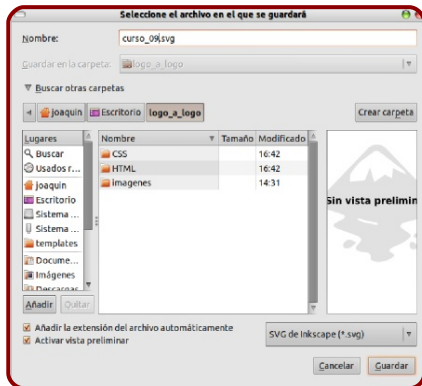 Seleccione el archivo en el que se guardará
Nombre: curso_09.svg
Guardar en la carpeta: logo_a_logo
Buscar otras carpetas
joaquin Escritorio logo_a_logo Crear carpeta
Lugares Nombre Tamaño Modificado
Buscar CSS 16:42
Usados r... HTML 16:42
joaquin imagenes 14:31
Escritorio
Sistema ...
Sistema ...
templates
Docume...
Imágenes
Descargas
Sin vista prelimin
Añadir Quitar
Añadir la extensión del archivo automáticamente
Activar vista preliminar
SVG de Inkscape (*.svg)
Cancelar Guardar